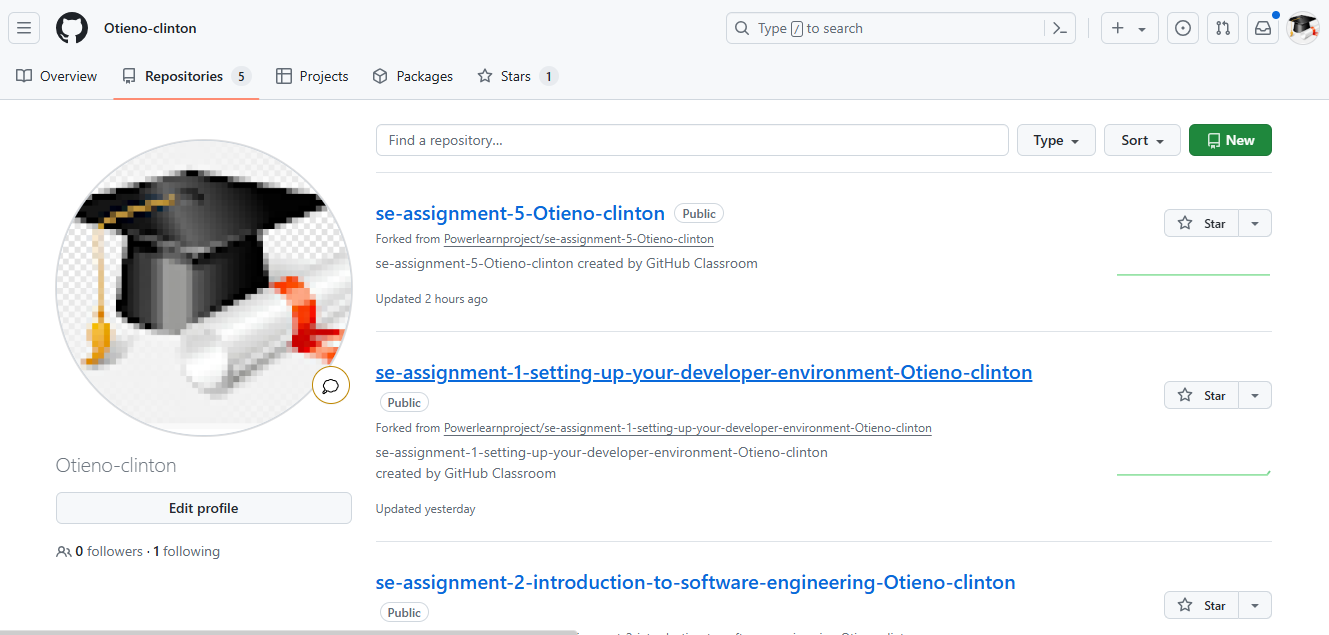 Otieno-clinton
Type / to search
Overview Repositories 5 Projects Packages Stars 1
Find a repository...
Type Sort New
se-assignment-5-Otieno-clinton Public
Star
Forked from Powerlearnproject/se-assignment-5-Otieno-clinton
se-assignment-5-Otieno-clinton created by GitHub Classroom
Updated 2 hours ago
se-assignment-1-setting-up-your-developer-environment-Otieno-clinton
Public
Star
Forked from Powerlearnproject/se-assignment-1-setting-up-your-developer-environment-Otieno-clinton
se-assignment-1-setting-up-your-developer-environment-Otieno-clinton
created by GitHub Classroom
Updated yesterday
Otieno-clinton
Edit profile
0 followers · 1 following
se-assignment-2-introduction-to-software-engineering-Otieno-clinton
Public
Star